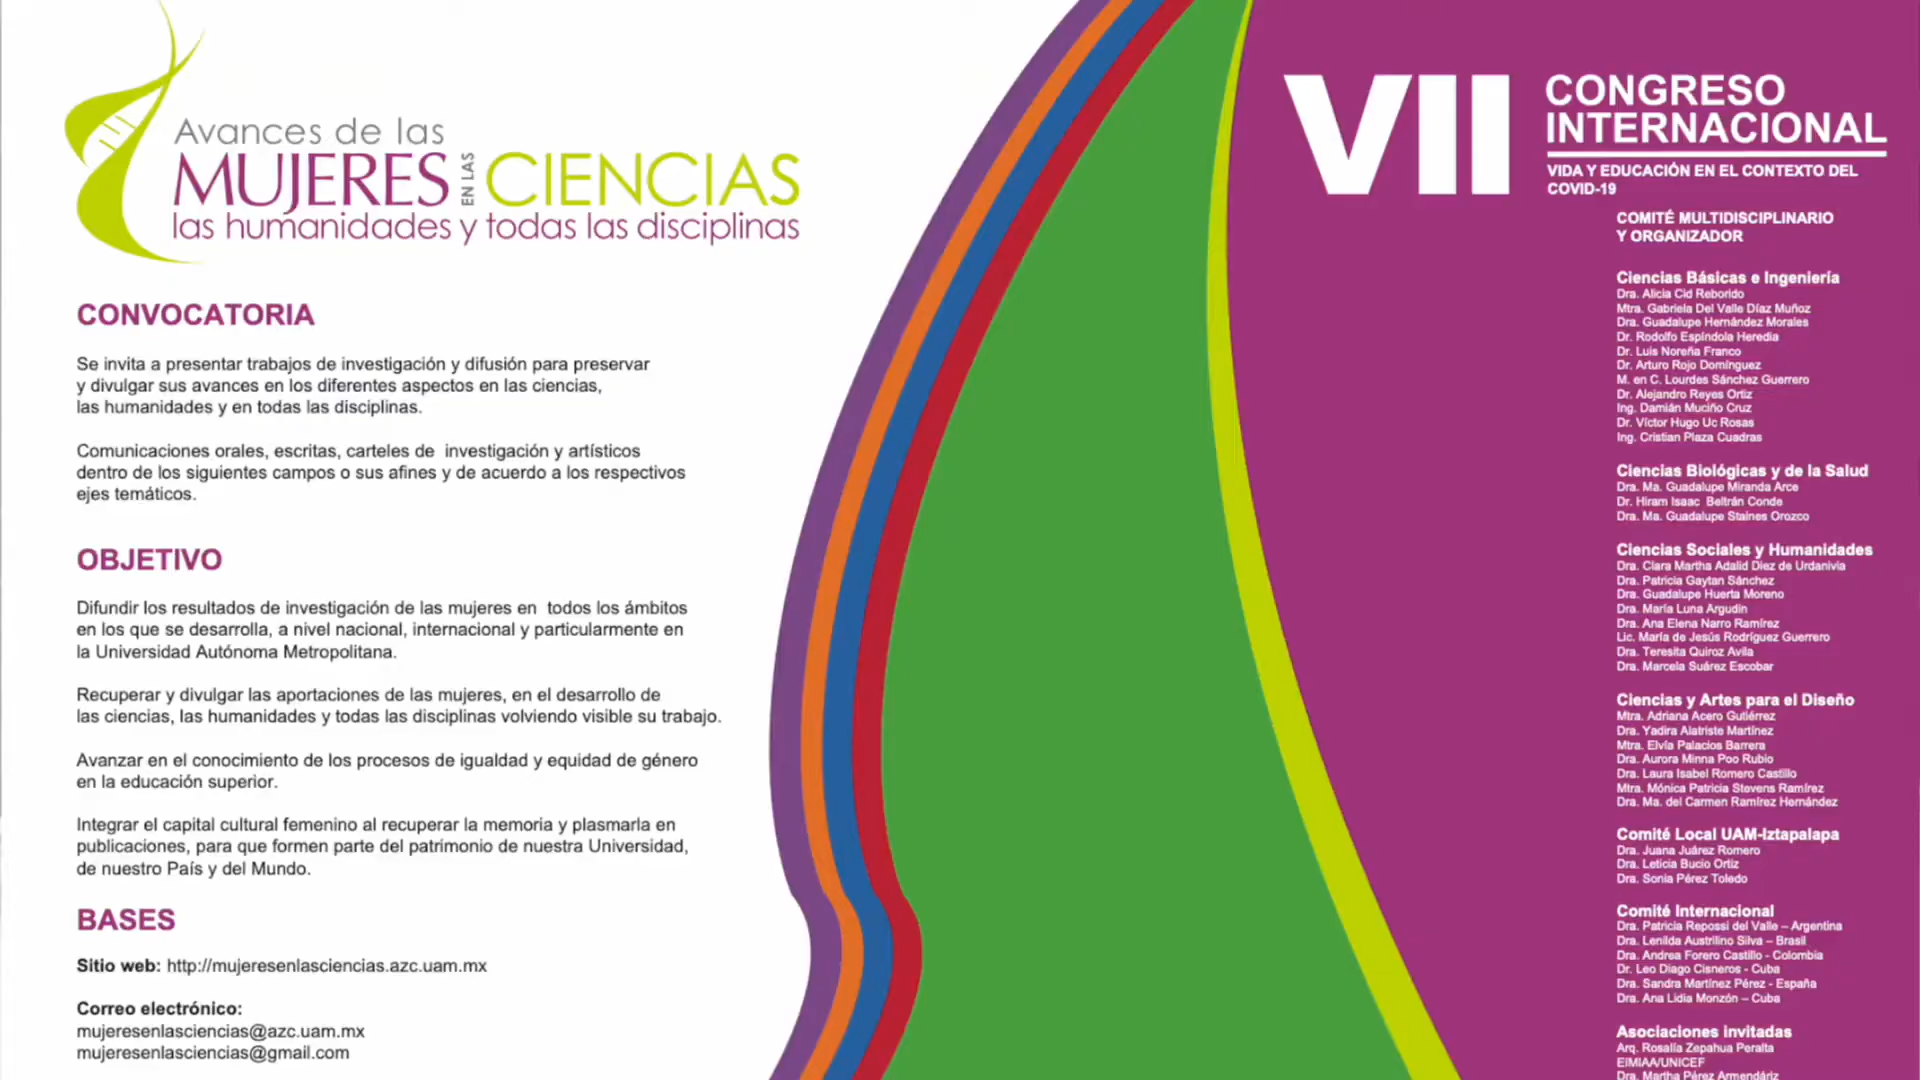 Avances de las
MUJERES EN LAS CIENCIAS
las humanidades y todas las disciplinas
CONVOCATORIA
Se invita a presentar trabajos de investigación y difusión para preservar
y divulgar sus avances en los diferentes aspectos en las ciencias,
las humanidades y en todas las disciplinas.
Comunicaciones orales, escritas, carteles de investigación y artísticos
dentro de los siguientes campos o sus afines y de acuerdo a los respectivos
ejes temáticos.
OBJETIVO
Difundir los resultados de investigación de las mujeres en todos los ámbitos
en los que se desarrolla, a nivel nacional, internacional y particularmente en
la Universidad Autónoma Metropolitana.
Recuperar y divulgar las aportaciones de las mujeres, en el desarrollo de
las ciencias, las humanidades y todas las disciplinas volviendo visible su trabajo.
Avanzar en el conocimiento de los procesos de igualdad y equidad de género
en la educación superior.
Integrar el capital cultural femenino al recuperar la memoria y plasmarla en
publicaciones, para que formen parte del patrimonio de nuestra Universidad,
de nuestro País y del Mundo.
BASES
Sitio web: http://mujeresenlasciencias.azc.uam.mx
Correo electrónico:
mujeresenlasciencias@azc.uam.mx
mujeresenlasciencias@gmail.com
VII CONGRESO
INTERNACIONAL
VIDA Y EDUCACIÓN EN EL CONTEXTO DEL
COVID-19
COMITÉ MULTIDISCIPLINARIO
Y ORGANIZADOR
Ciencias Básicas e Ingeniería
Dra. Alicia Cid Reborido
Mtra. Gabriela Del Valle Díaz Muñoz
Dra. Guadalupe Hernández Morales
Dr. Rodolfo Espíndola Heredia
Dr. Luis Noreña Franco
Dr. Arturo Rojo Domínguez
M. en C. Lourdes Sánchez Guerrero
Dr. Alejandro Reyes Ortiz
Ing. Damián Muciño Cruz
Dr. Víctor Hugo Uc Rosas
Ing. Cristian Plaza Cuadras
Ciencias Biológicas y de la Salud
Dra. Ma. Guadalupe Miranda Arce
Dr. Hiram Isaac Beltrán Conde
Dra. Ma. Guadalupe Staines Orozco
Ciencias Sociales y Humanidades
Dra. Clara Martha Adalid Diez de Urdanivia
Dra. Patricia Gaytan Sánchez
Dra. Guadalupe Huerta Moreno
Dra. María Luna Argudín
Dra. Ana Elena Narro Ramírez
Lic. María de Jesús Rodríguez Guerrero
Dra. Teresita Quiroz Avila
Dra. Marcela Suárez Escobar
Ciencias y Artes para el Diseño
Mtra. Adriana Acero Gutiérrez
Dra. Yadira Alatriste Martínez
Mtra. Elvia Palacios Barrera
Dra. Aurora Minna Poo Rubio
Dra. Laura Isabel Romero Castillo
Mtra. Mónica Patricia Stevens Ramírez
Dra. Ma. del Carmen Ramírez Hernández
Comité Local UAM-Iztapalapa
Dra. Juana Juárez Romero
Dra. Leticia Bucio Ortiz
Dra. Sonia Pérez Toledo
Comité Internacional
Dra. Patricia Repossi del Valle – Argentina
Dra. Lenilda Austrilino Silva – Brasil
Dra. Andrea Forero Castillo - Colombia
Dr. Leo Diago Cisneros - Cuba
Dra. Sandra Martínez Pérez - España
Dra. Ana Lidia Monzón – Cuba
Asociaciones invitadas
Arq. Rosalía Zepahua Peralta
EIMIAA/UNICEF
Dra. Martha Pérez Armendáriz